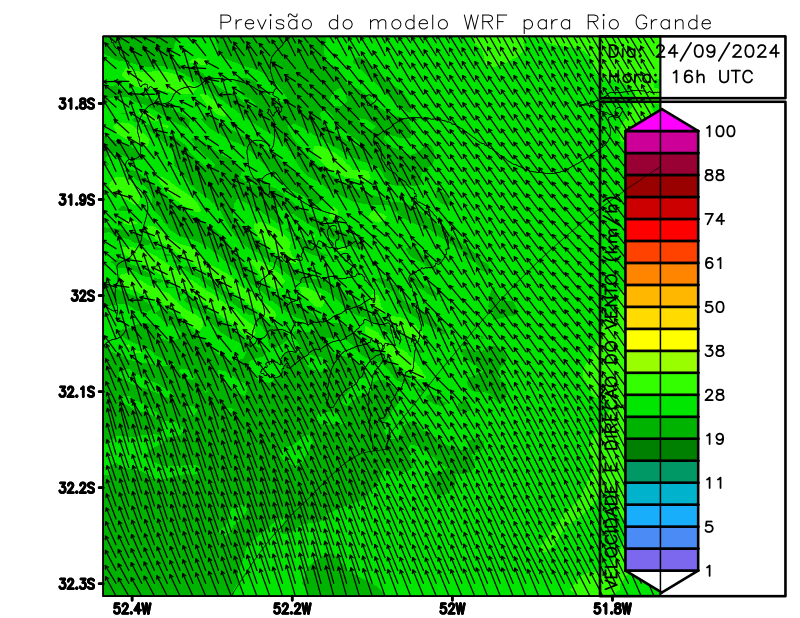 Previsão do modelo WRF para Rio Grande
Dia: 24/09/2024
Hora: 16h UTC
VELOCIDADE E DIREÇÃO DO VENTO (km/h)
100
88
74
61
50
38
28
19
11
5
1
31.8S
31.9S
32S
32.1S
32.2S
32.3S
52.4W
52.2W
52W
51.8W